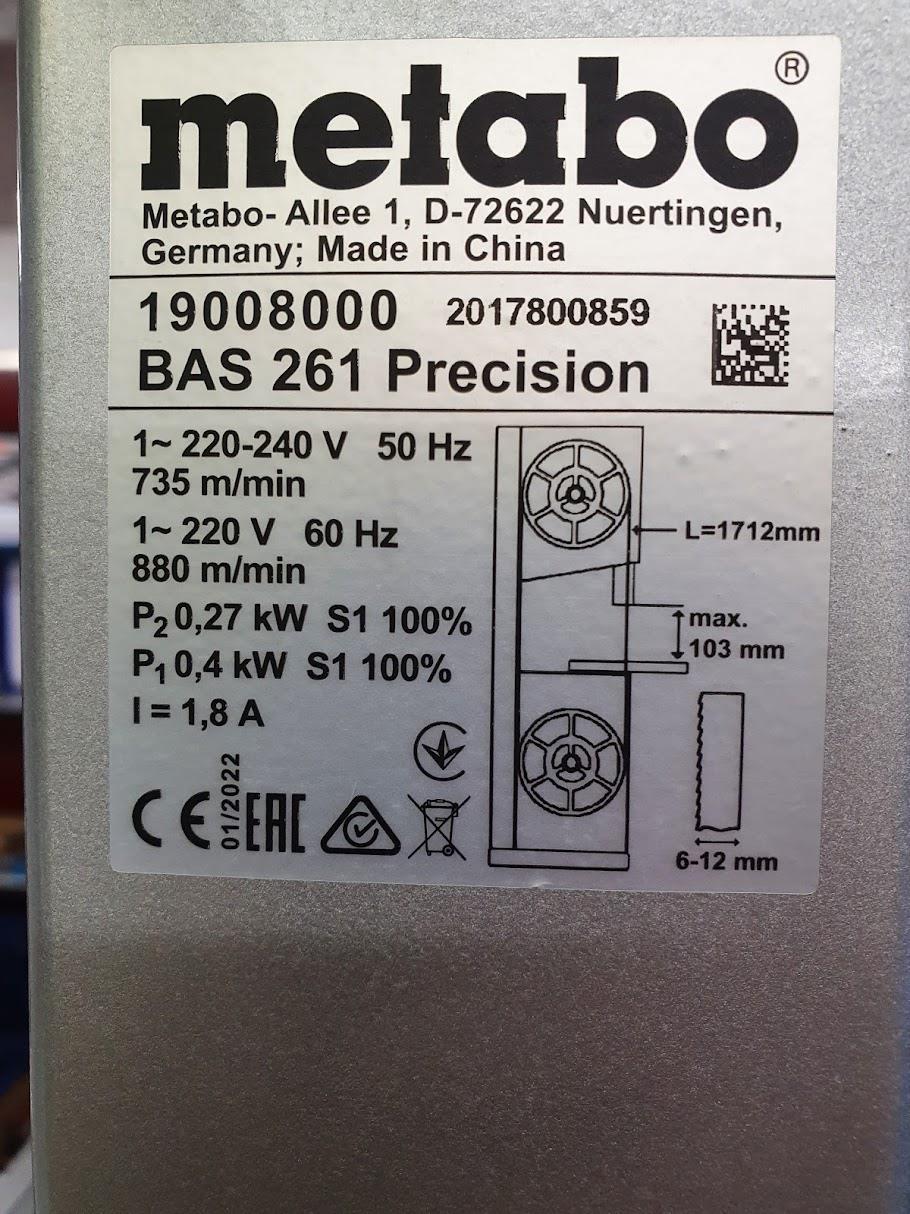 metabo®
Metabo- Allee 1, D-72622 Nuertingen,
Germany; Made in China
19008000 2017800859
BAS 261 Precision
1~ 220-240 V 50 Hz
735 m/min
1~ 220 V 60 Hz
880 m/min
P2 0,27 kW S1 100%
P1 0,4 kW S1 100%
I = 1,8 A
L=1712mm
max.
103 mm
6-12 mm
CE 01/2022 EAC